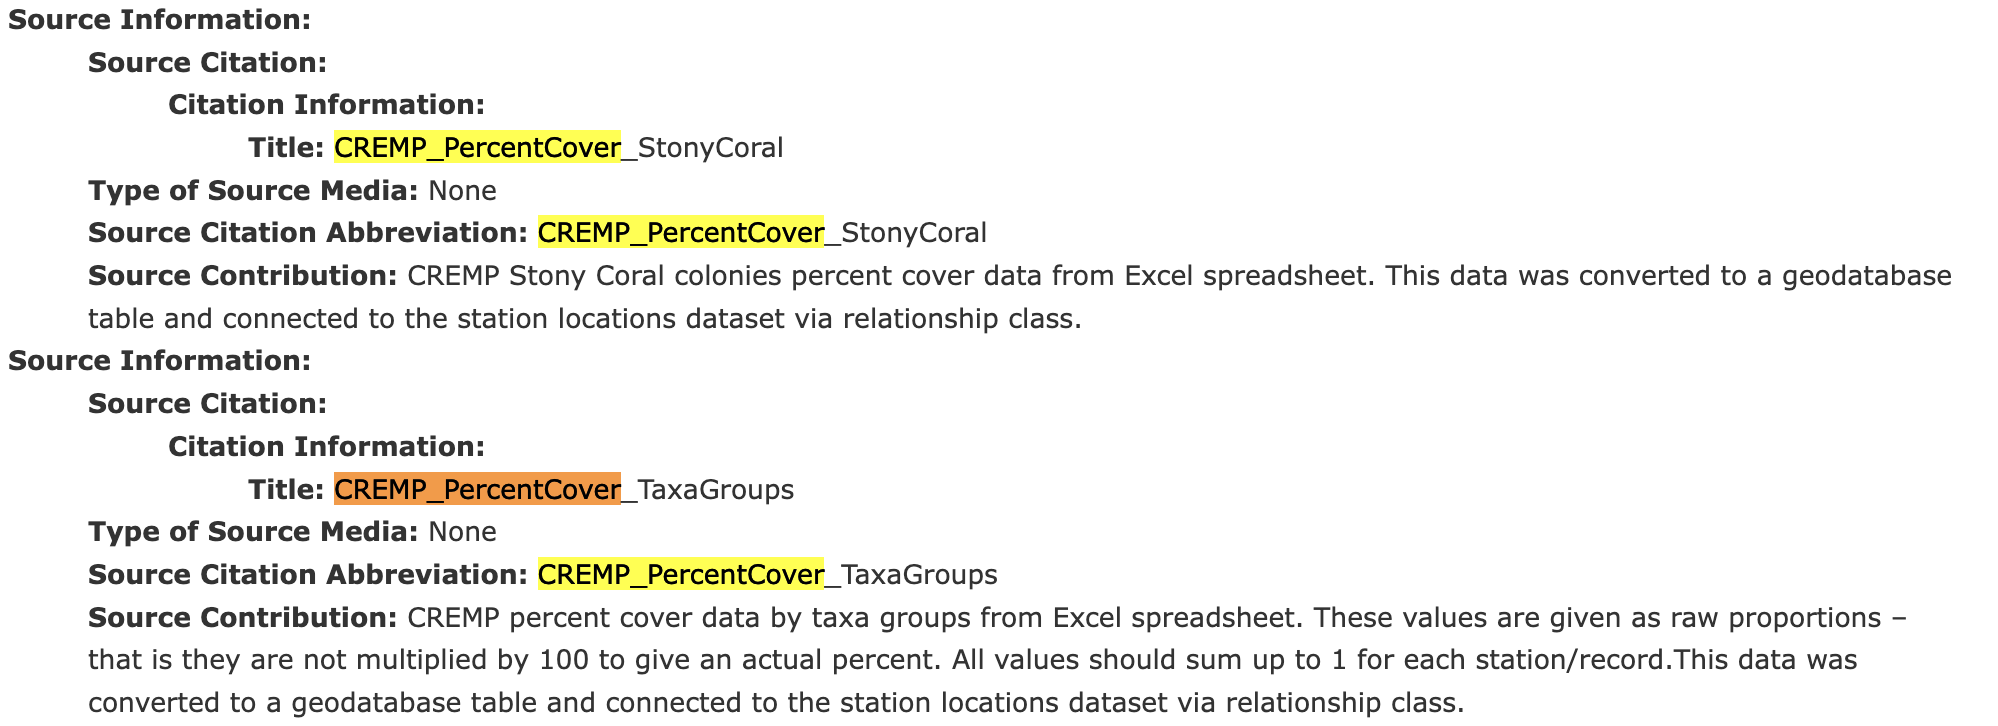 Source Information:
Source Citation:
Citation Information:
Title: CREMP_PercentCover_StonyCoral
Type of Source Media: None
Source Citation Abbreviation: CREMP_PercentCover_StonyCoral
Source Contribution: CREMP Stony Coral colonies percent cover data from Excel spreadsheet. This data was converted to a geodatabase
table and connected to the station locations dataset via relationship class.
Source Information:
Source Citation:
Citation Information:
Title: CREMP_PercentCover_TaxaGroups
Type of Source Media: None
Source Citation Abbreviation: CREMP_PercentCover_TaxaGroups
Source Contribution: CREMP percent cover data by taxa groups from Excel spreadsheet. These values are given as raw proportions –
that is they are not multiplied by 100 to give an actual percent. All values should sum up to 1 for each station/record.This data was
converted to a geodatabase table and connected to the station locations dataset via relationship class.